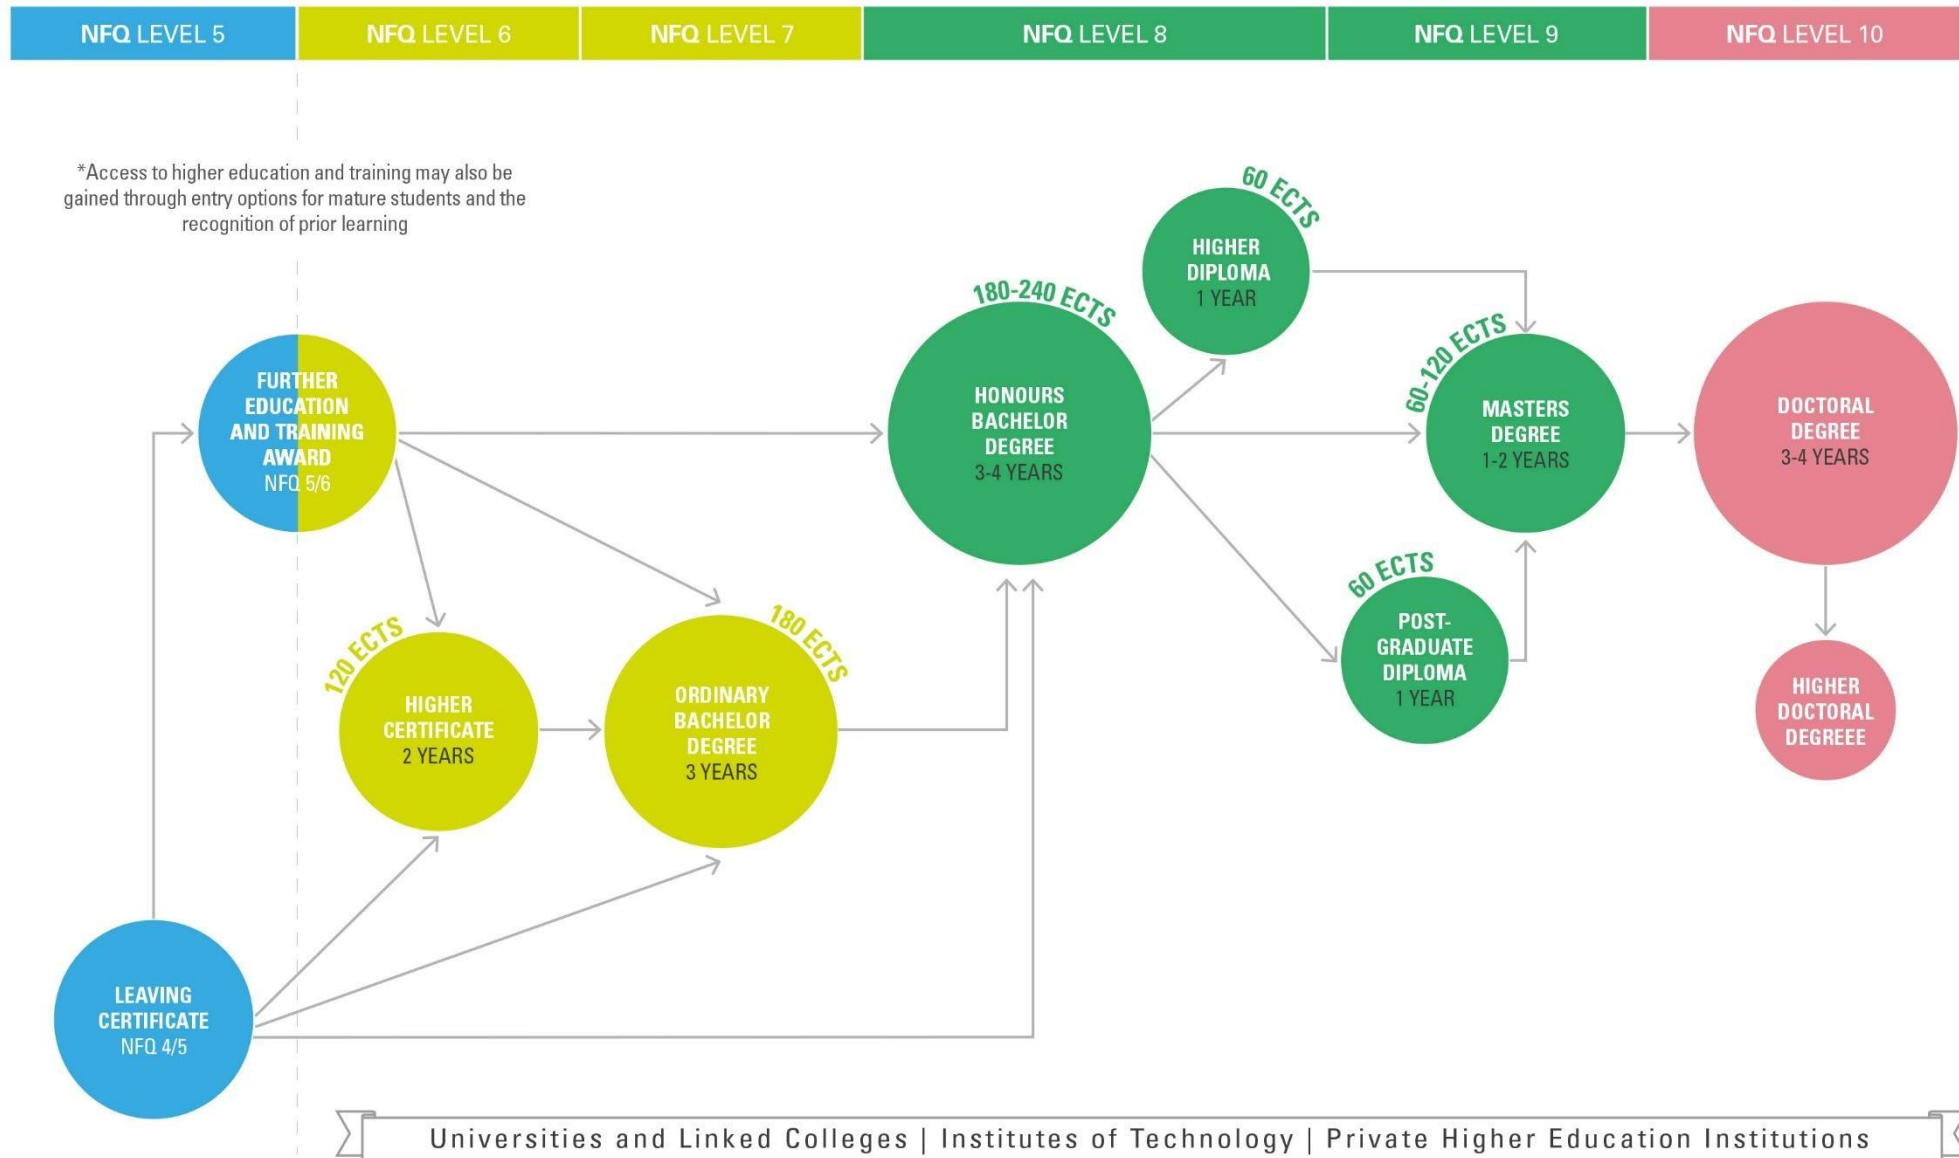 NFQ LEVEL 5
NFQ LEVEL 6
NFQ LEVEL 7
NFQ LEVEL 8
NFQ LEVEL 9
NFQ LEVEL 10
*Access to higher education and training may also be
gained through entry options for mature students and the
recognition of prior learning
FURTHER
EDUCATION
AND TRAINING
AWARD
NFQ 5/6
180-240 ECTS
HONOURS
BACHELOR
DEGREE
3-4 YEARS
60 ECTS
HIGHER
DIPLOMA
1 YEAR
60-120 ECTS
MASTERS
DEGREE
1-2 YEARS
DOCTORAL
DEGREE
3-4 YEARS
120 ECTS
HIGHER
CERTIFICATE
2 YEARS
180 ECTS
ORDINARY
BACHELOR
DEGREE
3 YEARS
60 ECTS
POST-
GRADUATE
DIPLOMA
1 YEAR
HIGHER
DOCTORAL
DEGREEE
LEAVING
CERTIFICATE
NFQ 4/5
Universities and Linked Colleges | Institutes of Technology | Private Higher Education Institutions